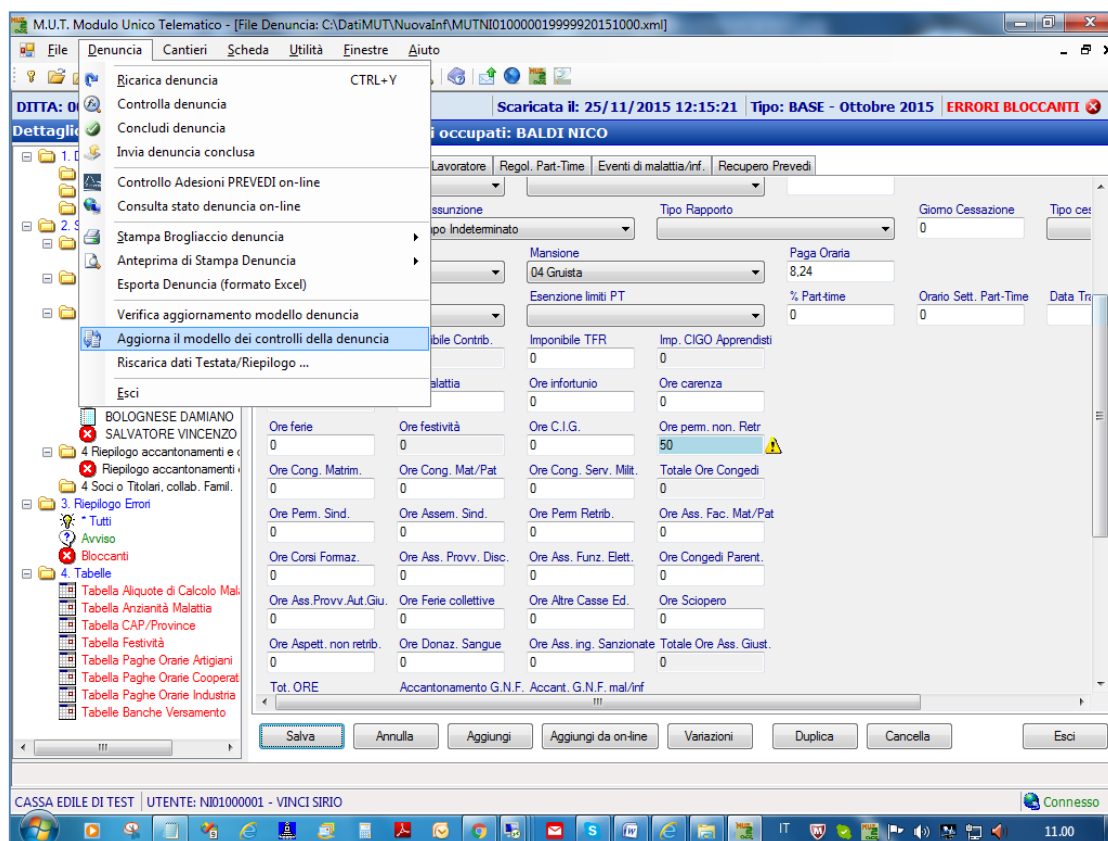 M.U.T. Modulo Unico Telematico - [File Denuncia: C:\DatiMUT\NuovaInf\MUTNI0100000199999920151000.xml]
File Denuncia Cantieri Scheda Utilità Finestre Aiuto
DITTA: Scaricata il: 25/11/2015 12:15:21 Tipo: BASE - Ottobre 2015 ERRORI BLOCCANTI
Dettagli occupati: BALDI NICO
Ricarica denuncia CTRL+Y
Controlla denuncia
Concludi denuncia
Invia denuncia conclusa
Controllo Adesioni PREVEDI on-line
Consulta stato denuncia on-line
Stampa Brogliaccio denuncia
Anteprima di Stampa Denuncia
Esporta Denuncia (formato Excel)
Verifica aggiornamento modello denuncia
Aggiorna il modello dei controlli della denuncia
Riscarica dati Testata/Riepilogo ...
Esci
1. D
2. S
BOLOGNESE DAMIANO
SALVATORE VINCENZO
4 Riepilogo accantonamenti e
Riepilogo accantonamenti
4 Soci o Titolari, collab. Famil.
3. Riepilogo Errori
* Tutti
Avviso
Bloccanti
4. Tabelle
Tabella Aliquote di Calcolo Mal
Tabella Anzianità Malattia
Tabella CAP/Province
Tabella Festività
Tabella Paghe Orarie Artigiani
Tabella Paghe Orarie Cooperat
Tabella Paghe Orarie Industria
Tabelle Banche Versamento
Lavoratore Regol. Part-Time Eventi di malattia/inf. Recupero Prevedi
ssunzione Tipo Rapporto Giorno Cessazione Tipo ces
po Indeterminato 0
Mansione Paga Oraria
04 Gruista 8,24
Esenzione limiti PT % Part-time Orario Sett. Part-Time Data Tra
0 0
bile Contrib. Imponibile TFR Imp. CIGO Apprendisti
0 0
alattia Ore infortunio Ore carenza
0 0
Ore ferie Ore festività Ore C.I.G. Ore perm. non. Retr
0 0 0 50
Ore Cong. Matrim. Ore Cong. Mat/Pat Ore Cong. Serv. Milit. Totale Ore Congedi
0 0 0 0
Ore Perm. Sind. Ore Assem. Sind. Ore Perm Retrib. Ore Ass. Fac. Mat/Pat
0 0 0 0
Ore Corsi Formaz. Ore Ass. Provv. Disc. Ore Ass. Funz. Elett. Ore Congedi Parent.
0 0 0 0
Ore Ass.Provv.Aut.Giu. Ore Ferie collettive Ore Altre Casse Ed. Ore Sciopero
0 0 0 0
Ore Aspett. non retrib. Ore Donaz. Sangue Ore Ass. ing. Sanzionate Totale Ore Ass. Giust.
0 0 0 0
Tot. ORE Accantonamento G.N.F. Accant. G.N.F. mal/inf
Salva Annulla Aggiungi Aggiungi da on-line Variazioni Duplica Cancella Esci
CASSA EDILE DI TEST UTENTE: NI01000001 - VINCI SIRIO Connesso
IT 11.00